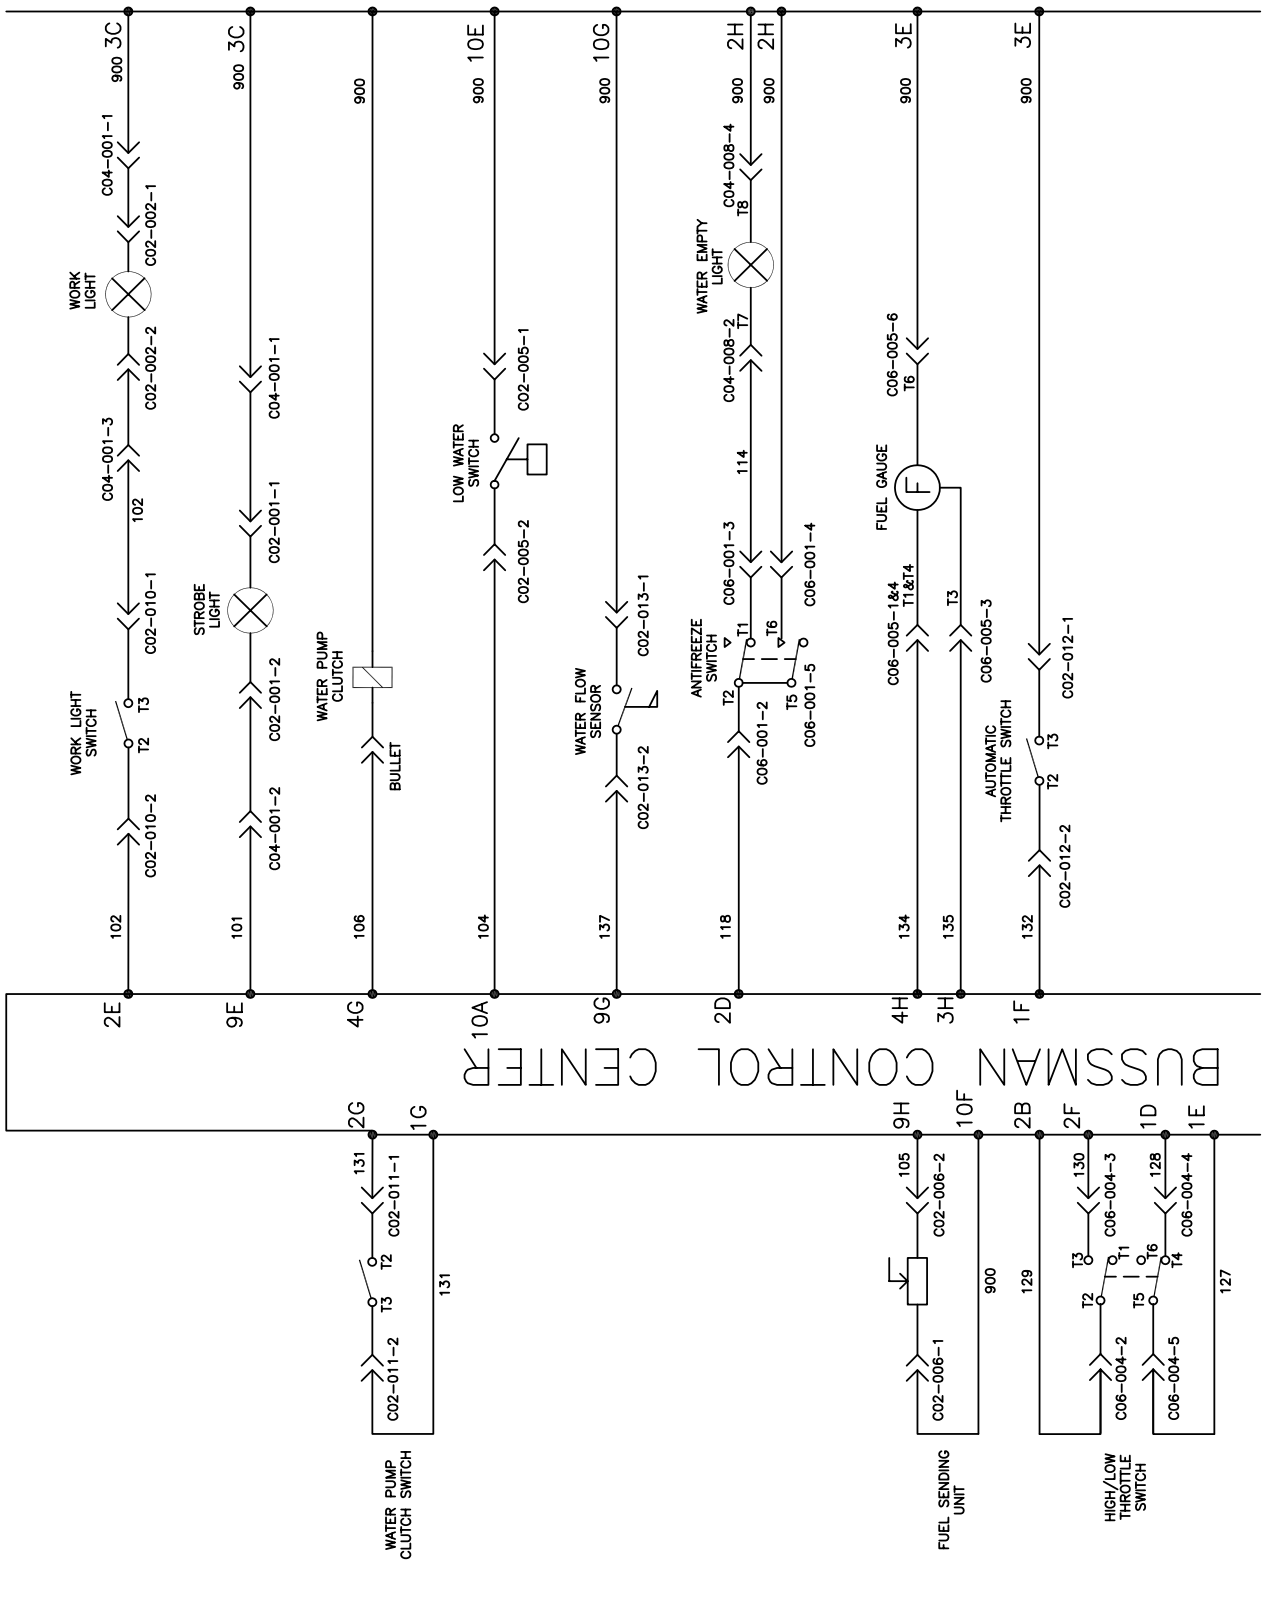 3C
900
C04-001-1
C02-002-1
WORK
LIGHT
C02-002-2
C04-001-3
102
C02-010-1
T3
WORK LIGHT
SWITCH
T2
C02-010-2
102
2E
3C
900
C04-001-1
C02-001-1
STROBE
LIGHT
C02-001-2
C04-001-2
101
9E
900
WATER PUMP
CLUTCH
BULLET
106
4G
10E
900
C02-005-1
LOW WATER
SWITCH
C02-005-2
104
10A
10G
900
C02-013-1
WATER FLOW
SENSOR
C02-013-2
137
9G
2H
900
C04-008-4
T8
WATER EMPTY
LIGHT
T7
C04-008-2
114
C06-001-3
T1
2H
900
C06-001-4
T6
ANTIFREEZE
SWITCH
T2
T5
C06-001-5
C06-001-2
118
2D
3E
900
C06-005-6
T6
FUEL GAUGE
F
T1&T4
C06-005-1&4
134
4H
T3
C06-005-3
135
3H
3E
900
C02-012-1
T3
AUTOMATIC
THROTTLE SWITCH
T2
C02-012-2
132
1F
BUSSMAN CONTROL CENTER
2G
131
C02-011-1
T2
T3
C02-011-2
1G
131
WATER PUMP
CLUTCH SWITCH
9H
105
C02-006-2
C02-006-1
10F
900
FUEL SENDING
UNIT
2B
129
2F
130
C06-004-3
T3
T1
T2
C06-004-2
1D
128
C06-004-4
T6
T4
T5
C06-004-5
1E
127
HIGH/LOW
THROTTLE
SWITCH